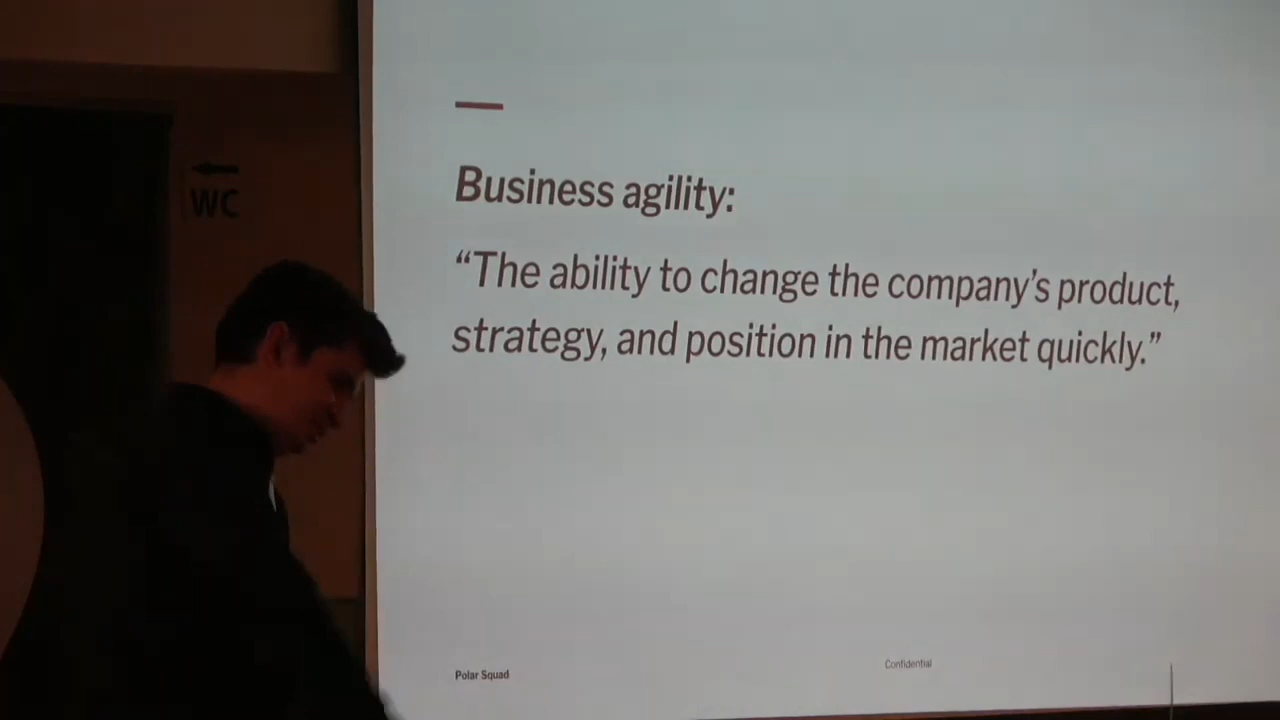 WC
Business agility:
“The ability to change the company’s product,
strategy, and position in the market quickly.”
Polar Squad
Confidential